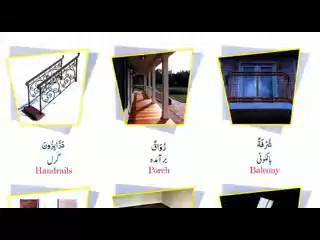 دَرَابِزُونَ
گرل
Handrails
رُوَاقٌ
برآمدہ
Porch
شُرْفَةٌ
بالکونی
Balcony